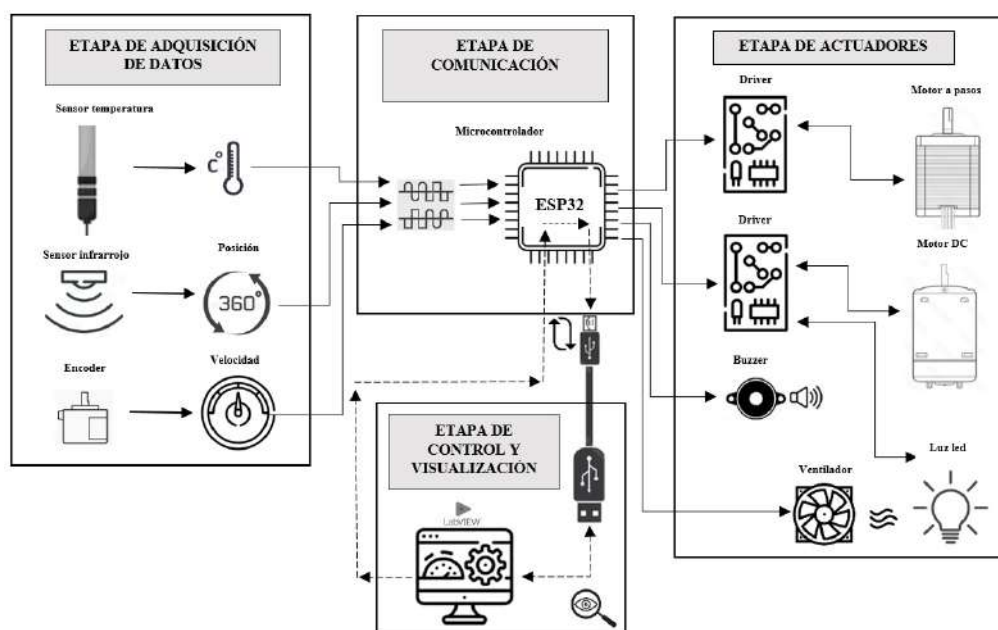 ETAPA DE ADQUISICIÓN
DE DATOS
Sensor temperatura
C°
Sensor infrarrojo
Posición
360°
Encoder
Velocidad
ETAPA DE
COMUNICACIÓN
Microcontrolador
ESP32
ETAPA DE
CONTROL Y
VISUALIZACIÓN
LabVIEW
ETAPA DE ACTUADORES
Driver
Motor a pasos
Driver
Motor DC
Buzzer
Luz led
Ventilador